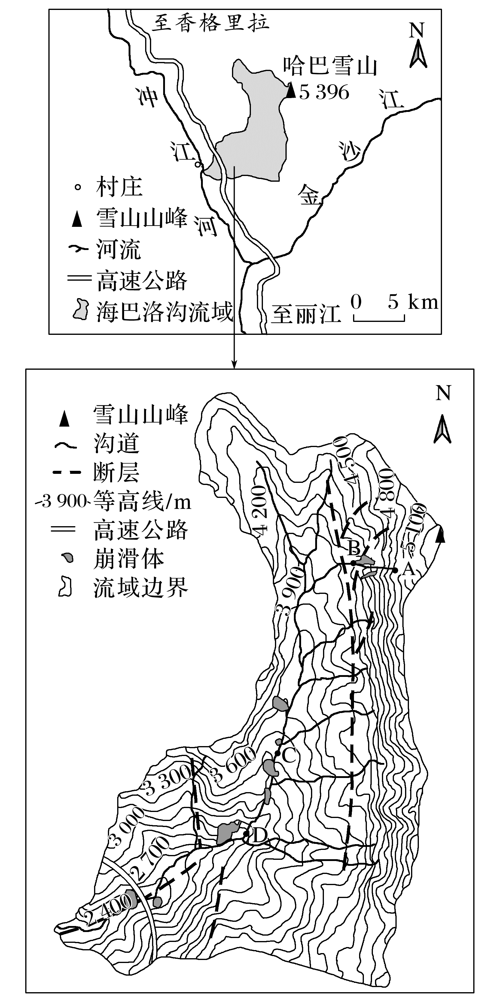 至香格里拉
N
哈巴雪山
5 396
冲
江
河
江
沙
金
村庄
雪山山峰
河流
高速公路
海巴洛沟流域
至丽江
0 5 km
N
雪山山峰
沟道
断层
3 900 等高线/m
高速公路
崩滑体
流域边界
4 500
4 800
5 100
4 200
B
A
3 900
C
3 600
3 300
3 000
D
2 700
2 400